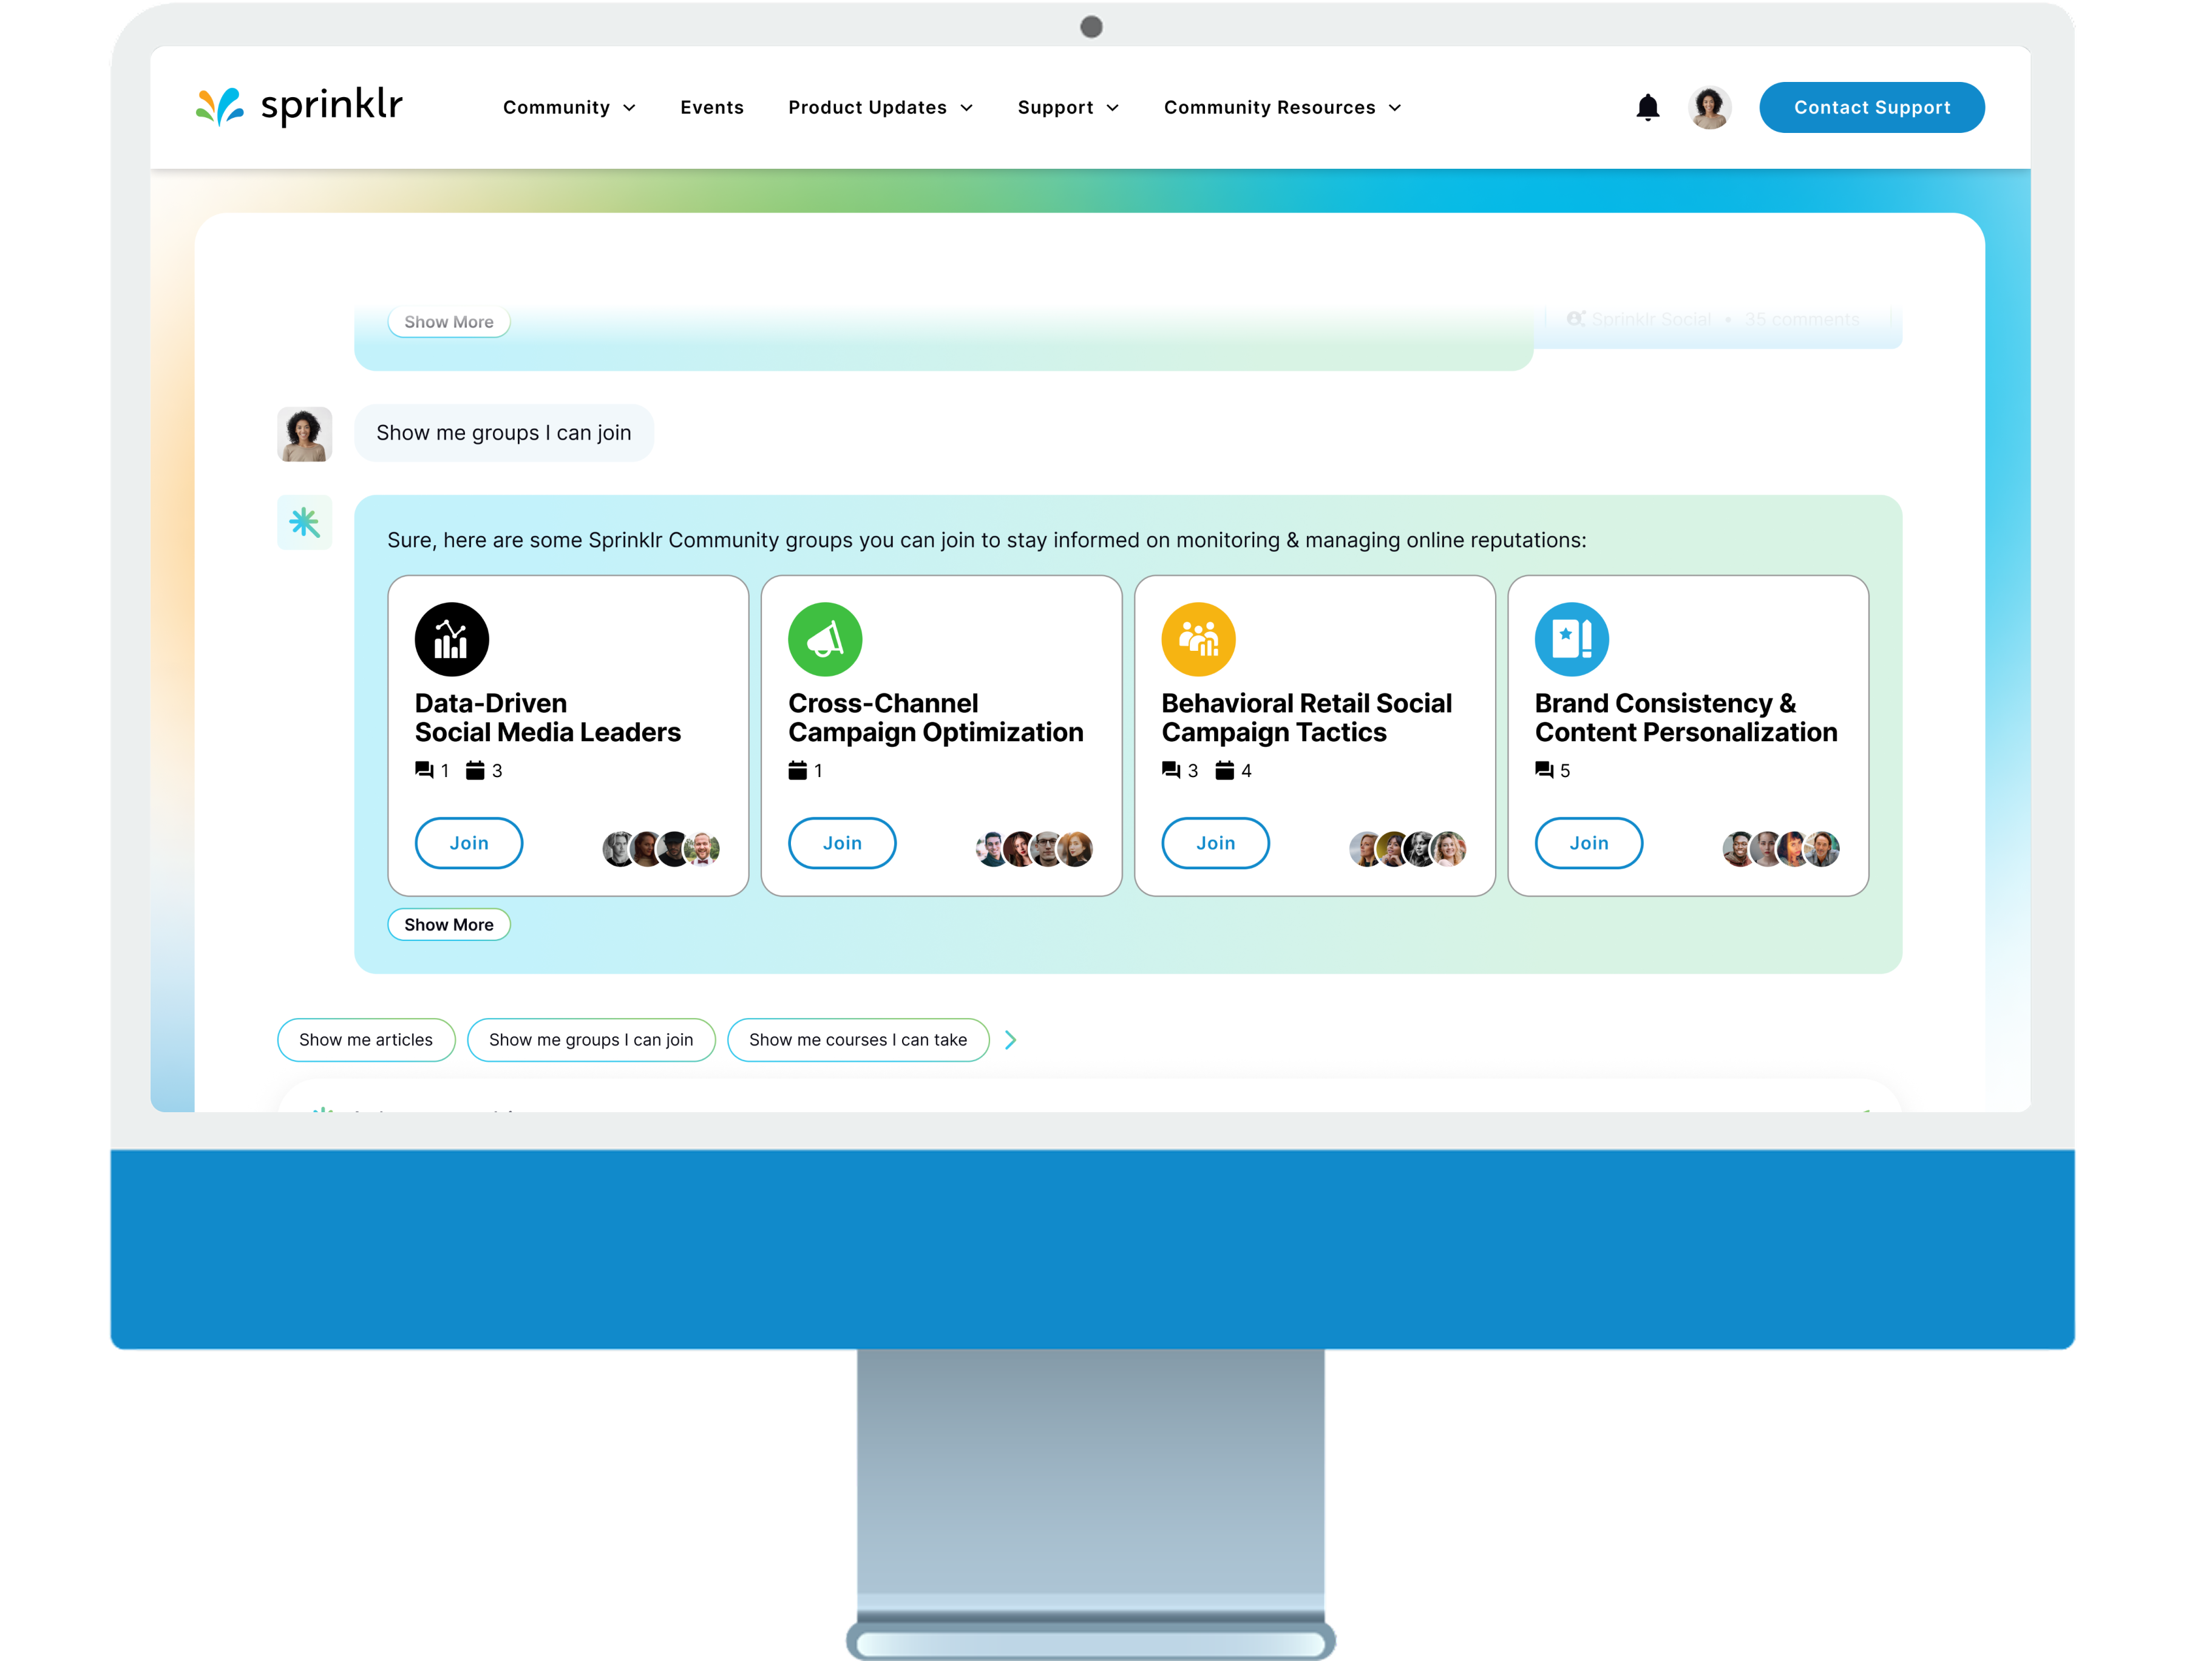 sprinklr
Community Events Product Updates Support Community Resources Contact Support
Show More
Sprinklr Social • 35 comments
Show me groups I can join
Sure, here are some Sprinklr Community groups you can join to stay informed on monitoring & managing online reputations:
Data-Driven
Social Media Leaders
1 3
Join
Cross-Channel
Campaign Optimization
1
Join
Behavioral Retail Social
Campaign Tactics
3 4
Join
Brand Consistency &
Content Personalization
5
Join
Show More
Show me articles Show me groups I can join Show me courses I can take